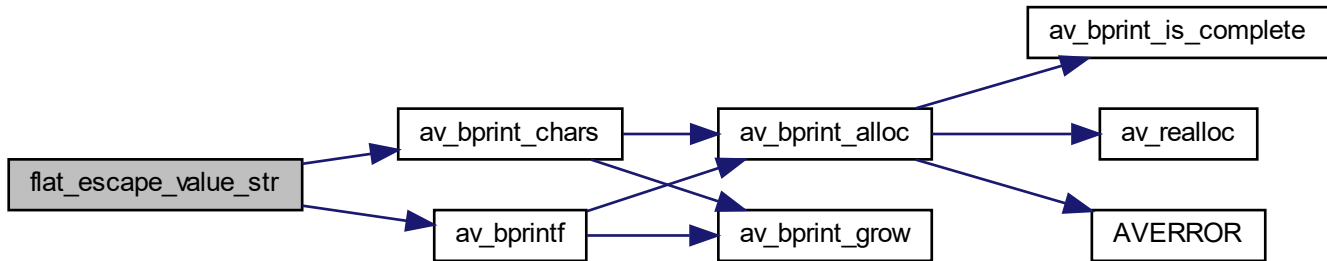 av_bprint_is_complete
av_bprint_chars
av_bprint_alloc
av_realloc
flat_escape_value_str
av_bprintf
av_bprint_grow
AVERROR